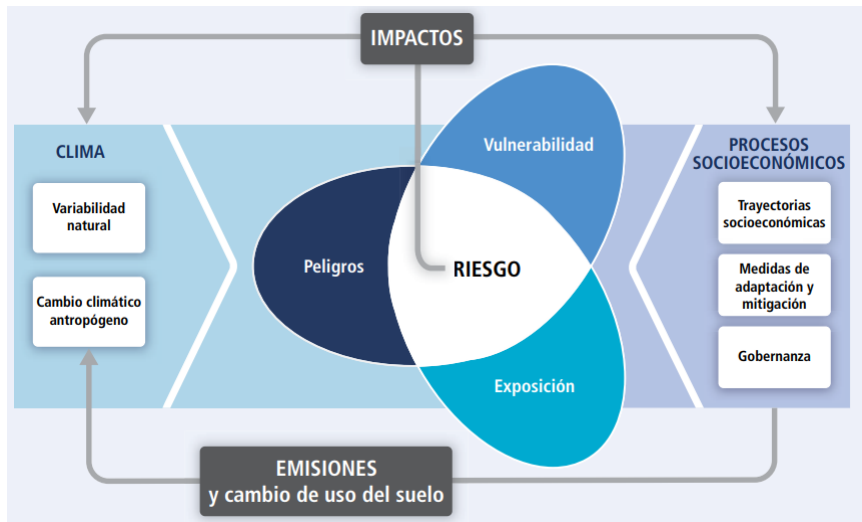 IMPACTOS
CLIMA
Variabilidad
natural
Cambio climático
antropógeno
Vulnerabilidad
Peligros
RIESGO
Exposición
PROCESOS
SOCIOECONÓMICOS
Trayectorias
socioeconómicas
Medidas de
adaptación y
mitigación
Gobernanza
EMISIONES
y cambio de uso del suelo